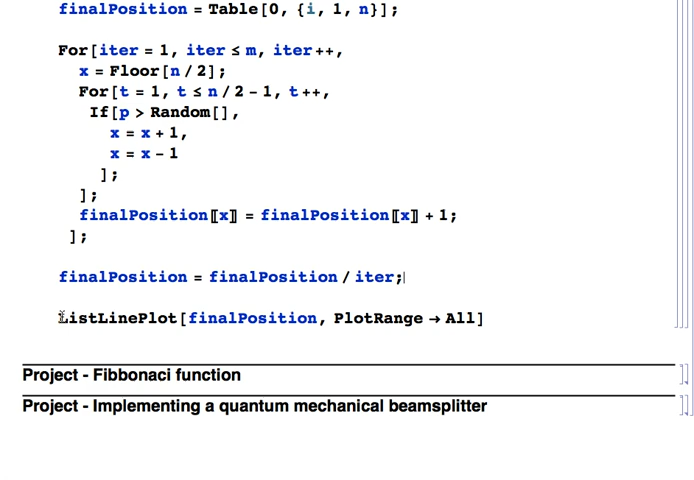 finalPosition = Table[0, {i, 1, n}];
For[iter = 1, iter ≤ m, iter++,
x = Floor[n / 2];
For[t = 1, t ≤ n / 2 - 1, t++,
If[p > Random[],
x = x + 1,
x = x - 1
];
];
finalPosition〚x〛 = finalPosition〚x〛 + 1;
];
finalPosition = finalPosition / iter;
ListLinePlot[finalPosition, PlotRange → All]
Project - Fibbonaci function
Project - Implementing a quantum mechanical beamsplitter